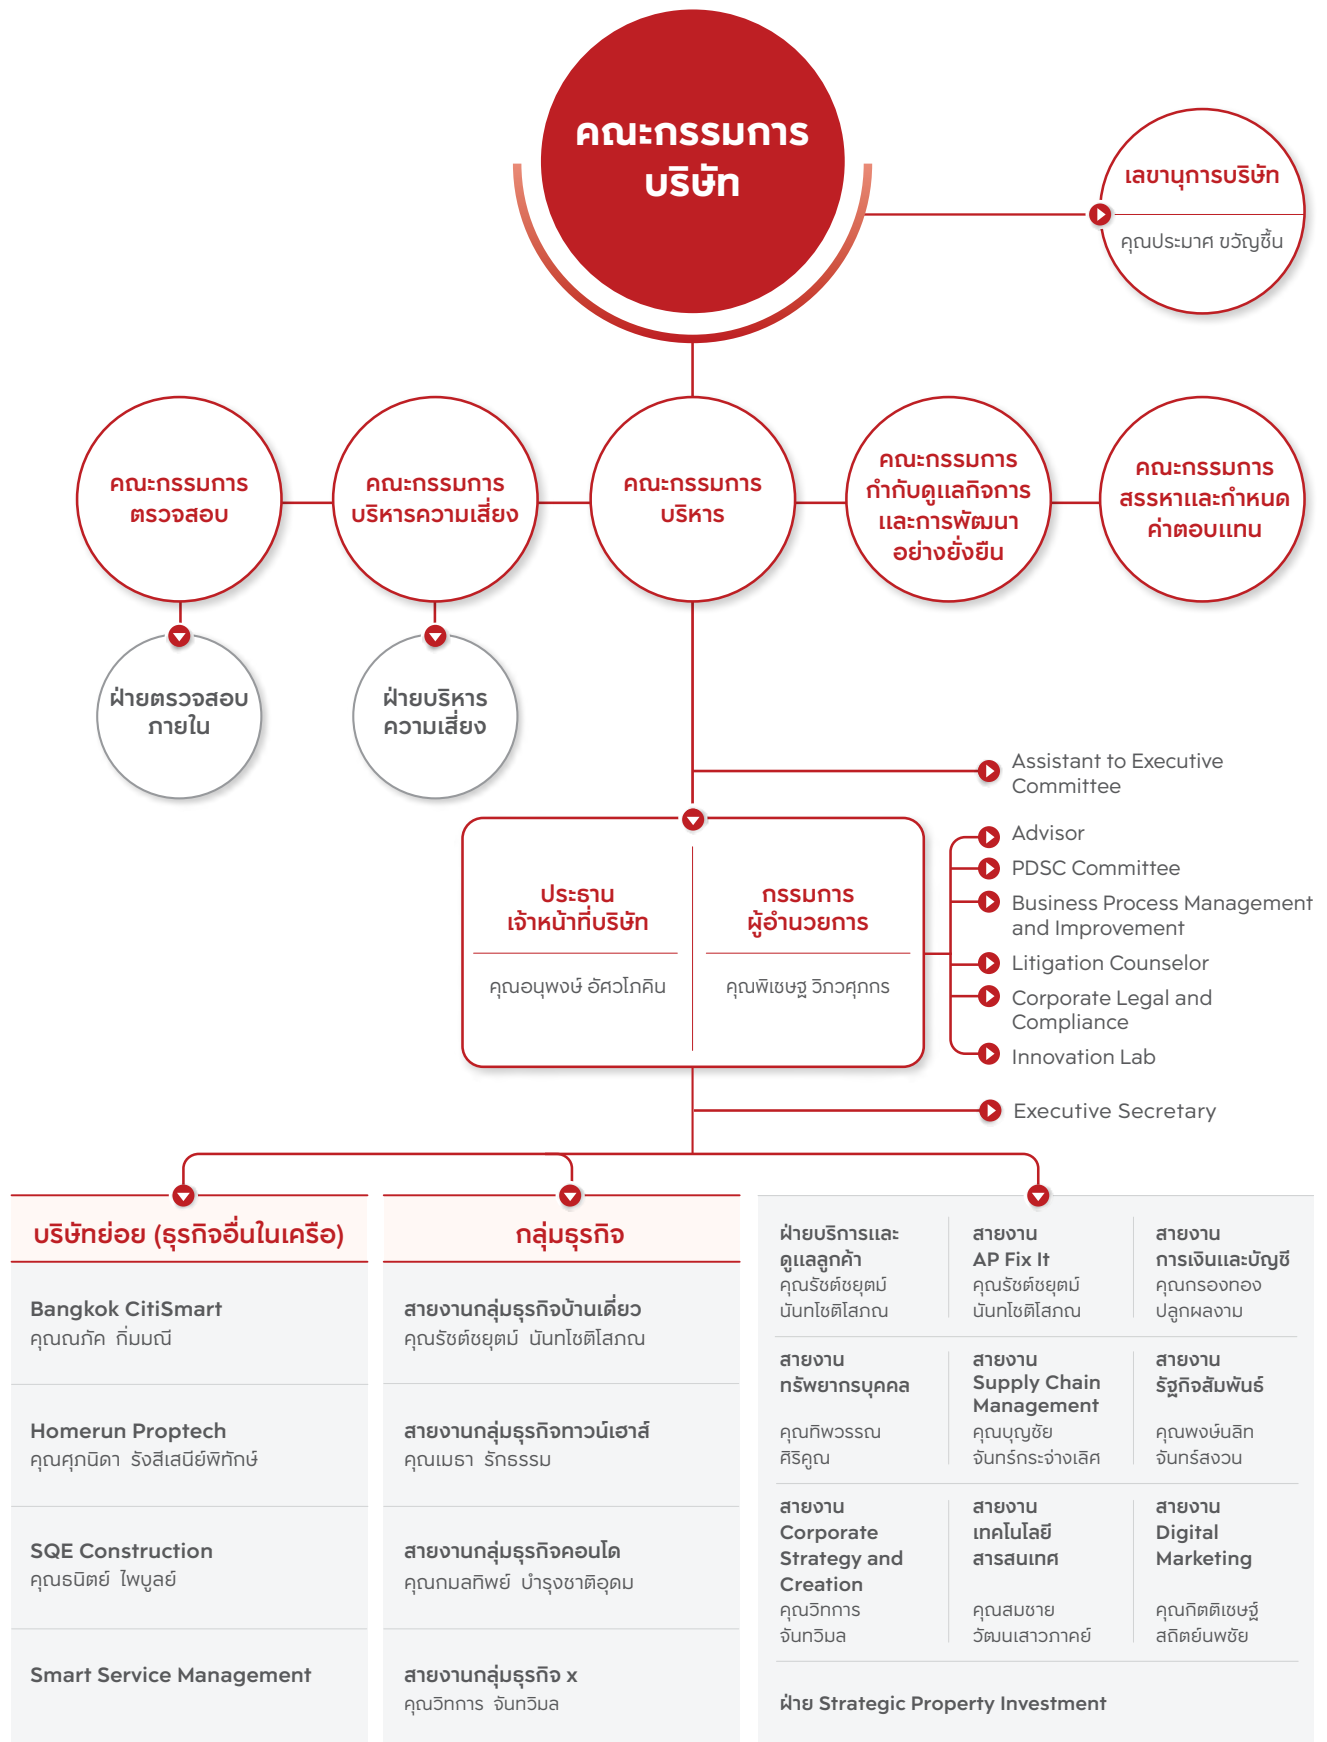 คณะกรรมการ
บริษัท
เลขานุการบริษัท
คุณประมาศ ขวัญชื้น
คณะกรรมการ
ตรวจสอบ
คณะกรรมการ
บริหารความเสี่ยง
คณะกรรมการ
บริหาร
คณะกรรมการ
กำกับดูแลกิจการ
และการพัฒนา
อย่างยั่งยืน
คณะกรรมการ
สรรหาและกำหนด
ค่าตอบแทน
ฝ่ายตรวจสอบ
ภายใน
ฝ่ายบริหาร
ความเสี่ยง
Assistant to Executive
Committee
ประธาน
เจ้าหน้าที่บริษัท
คุณอนุพงษ์ อัศวโภคิน
กรรมการ
ผู้อำนวยการ
คุณพิเชษฐ วิภวศุภกร
Advisor
PDSC Committee
Business Process Management
and Improvement
Litigation Counselor
Corporate Legal and
Compliance
Innovation Lab
Executive Secretary
บริษัทย่อย (ธุรกิจอื่นในเครือ)
Bangkok CitiSmart
คุณณภัค กิ่มมณี
Homerun Proptech
คุณศุภนิดา รังสีเสนีย์พิทักษ์
SQE Construction
คุณธนิตย์ ไพบูลย์
Smart Service Management
กลุ่มธุรกิจ
สายงานกลุ่มธุรกิจบ้านเดี่ยว
คุณรัชต์ชยุตม์ นันทโชติโสภณ
สายงานกลุ่มธุรกิจทาวน์เฮาส์
คุณเมธา รักธรรม
สายงานกลุ่มธุรกิจคอนโด
คุณกมลทิพย์ บำรุงชาติอุดม
สายงานกลุ่มธุรกิจ x
คุณวิทการ จันทวิมล
ฝ่ายบริการและ
ดูแลลูกค้า
คุณรัชต์ชยุตม์
นันทโชติโสภณ
สายงาน
AP Fix It
คุณรัชต์ชยุตม์
นันทโชติโสภณ
สายงาน
การเงินและบัญชี
คุณกรองทอง
ปลูกผลงาม
สายงาน
ทรัพยากรบุคคล
คุณทิพวรรณ
ศิริคูณ
สายงาน
Supply Chain
Management
คุณบุญชัย
จันทร์กระจ่างเลิศ
สายงาน
รัฐกิจสัมพันธ์
คุณพงษ์นลิท
จันทร์สงวน
สายงาน
Corporate
Strategy and
Creation
คุณวิทการ
จันทวิมล
สายงาน
เทคโนโลยี
สารสนเทศ
คุณสมชาย
วัฒนเสาวภาคย์
สายงาน
Digital
Marketing
คุณกิตติเชษฐ์
สถิตย์นพชัย
ฝ่าย Strategic Property Investment